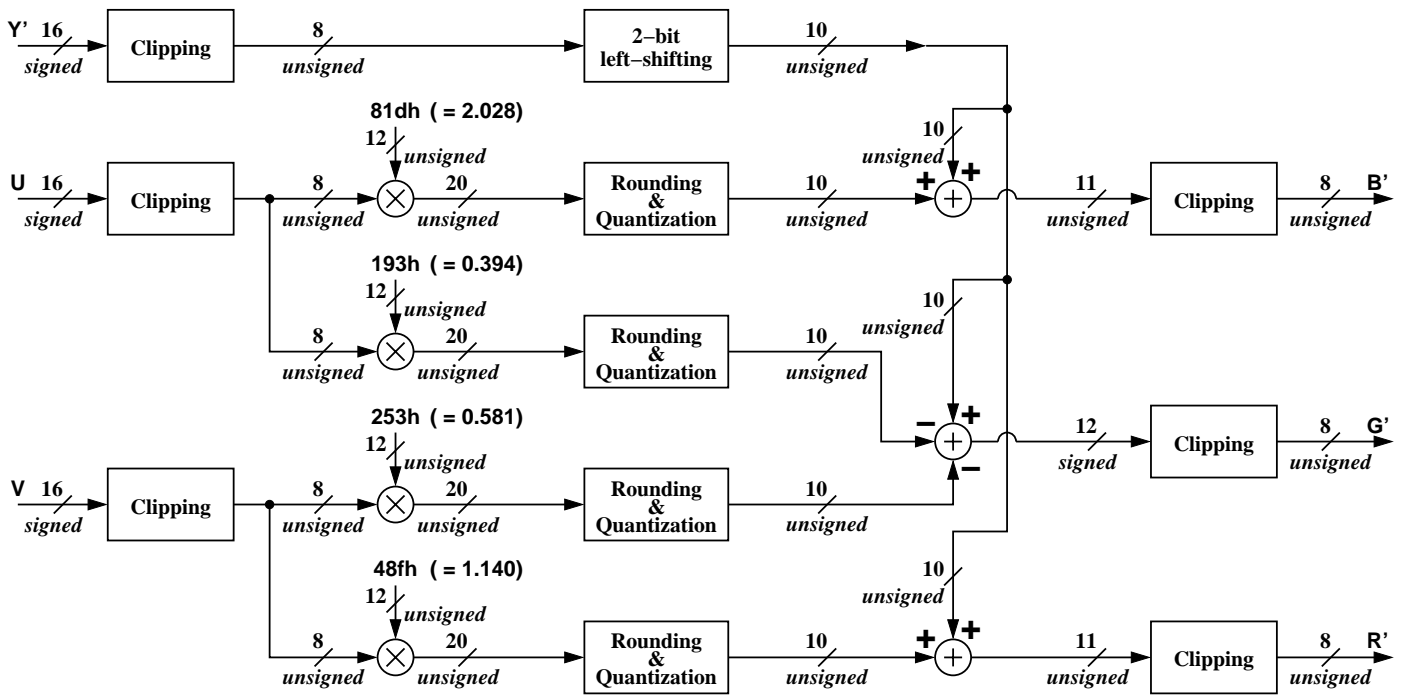 Y’ 16 signed Clipping 8 unsigned 2−bit left−shifting 10 unsigned
81dh ( = 2.028)
12 unsigned
10 unsigned
U 16 signed Clipping 8 unsigned × 20 unsigned Rounding & Quantization 10 unsigned + + + 11 unsigned Clipping 8 unsigned B’
193h ( = 0.394)
12 unsigned
10 unsigned
8 unsigned × 20 unsigned Rounding & Quantization 10 unsigned
253h ( = 0.581)
12 unsigned
− + + − 12 signed Clipping 8 unsigned G’
V 16 signed Clipping 8 unsigned × 20 unsigned Rounding & Quantization 10 unsigned
48fh ( = 1.140)
12 unsigned
10 unsigned
8 unsigned × 20 unsigned Rounding & Quantization 10 unsigned + + + 11 unsigned Clipping 8 unsigned R’